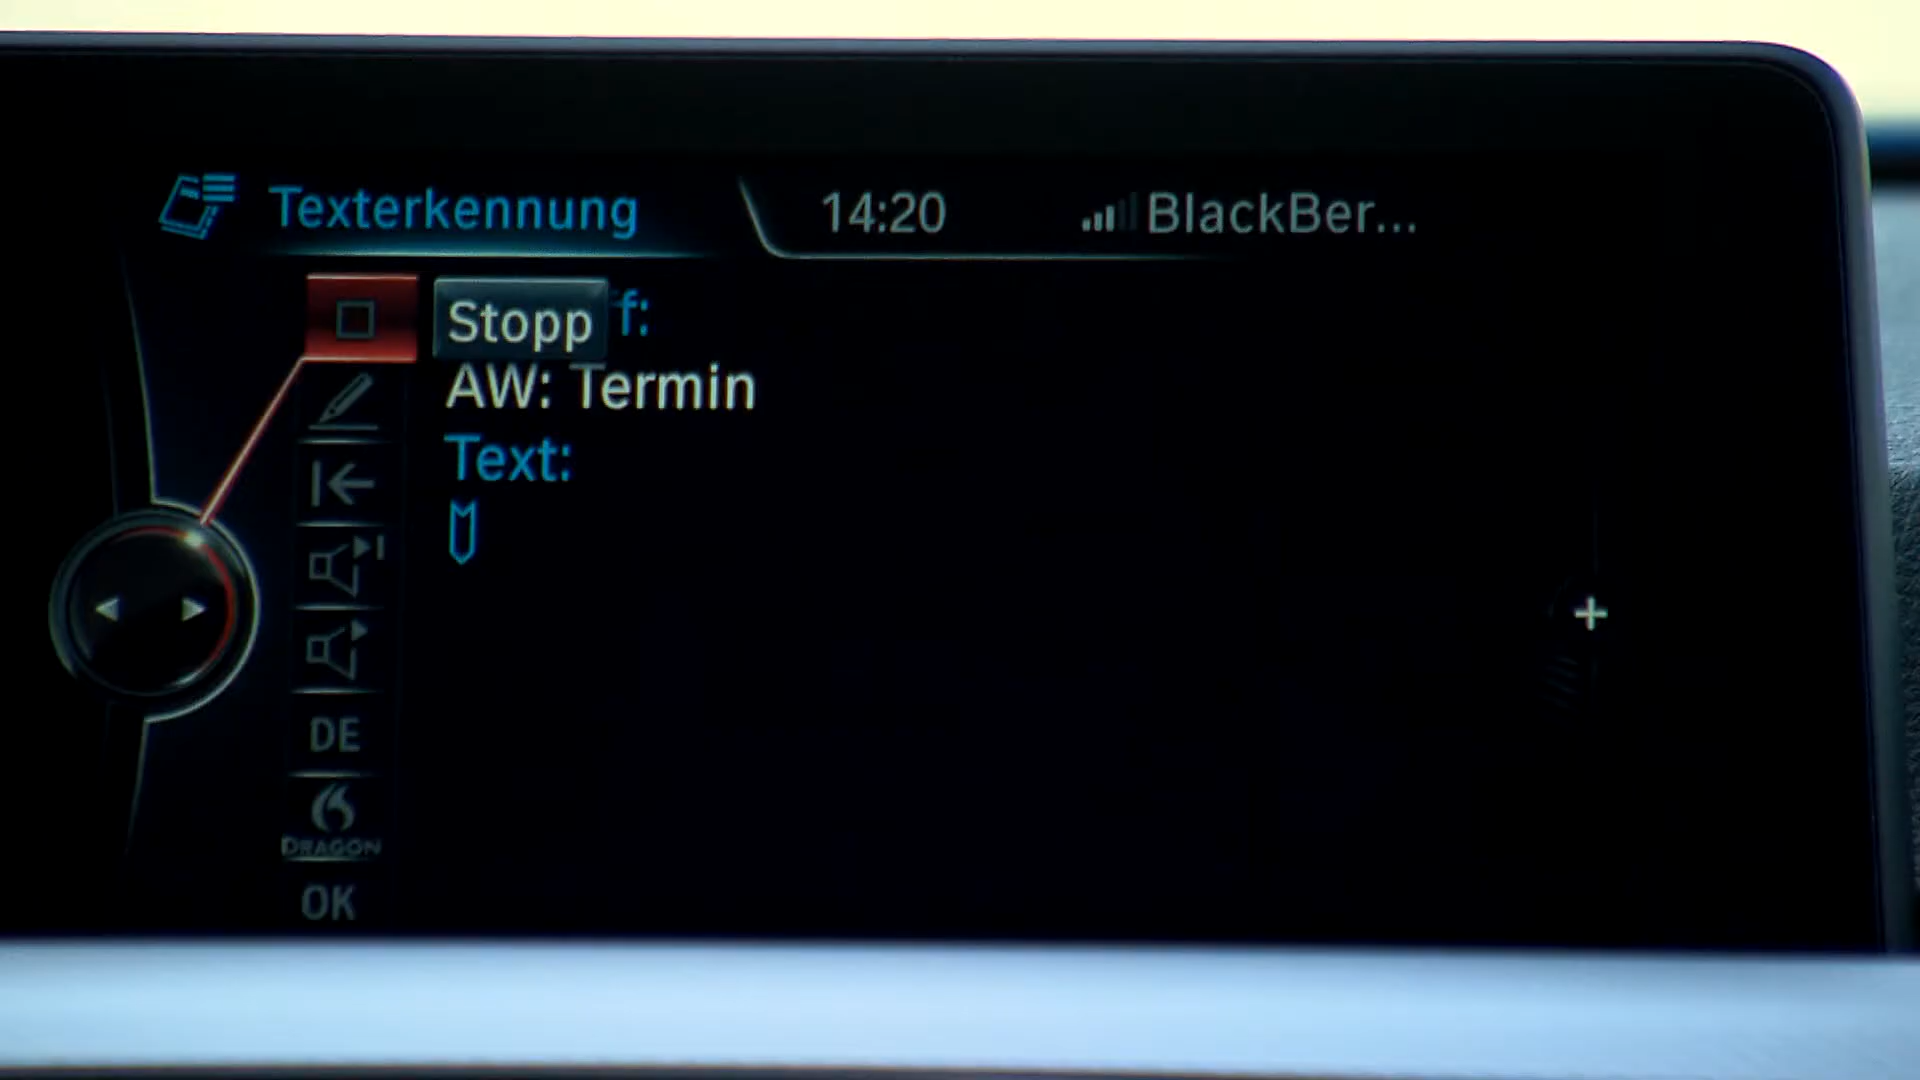 Texterkennung 14:20 BlackBer...
Stopp f:
AW: Termin
Text:
DE
DRAGON
OK